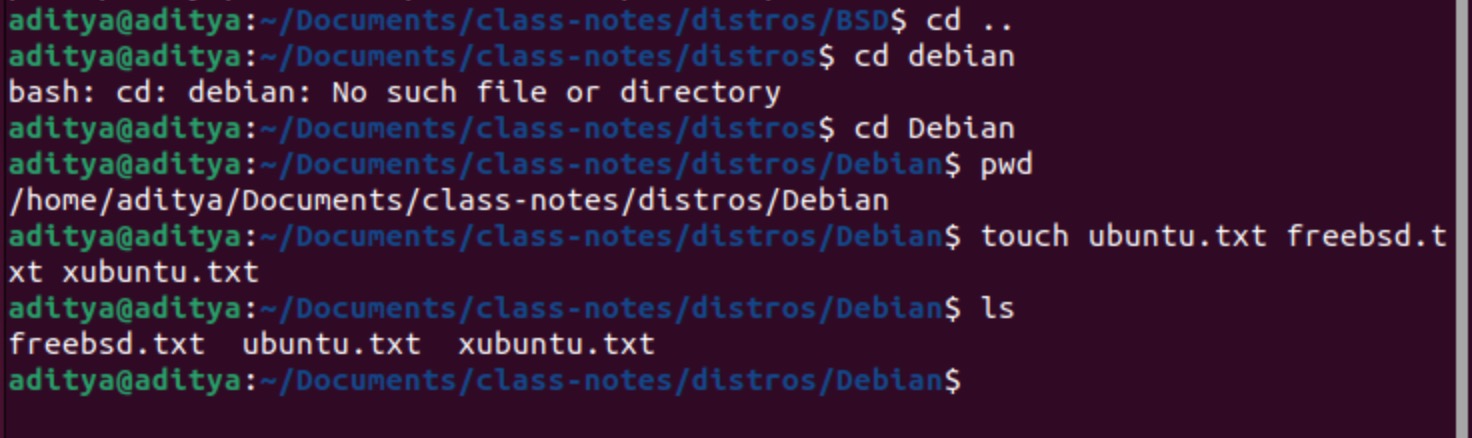 aditya@aditya:~/Documents/class-notes/distros/BSD$ cd ..
aditya@aditya:~/Documents/class-notes/distros$ cd debian
bash: cd: debian: No such file or directory
aditya@aditya:~/Documents/class-notes/distros$ cd Debian
aditya@aditya:~/Documents/class-notes/distros/Debian$ pwd
/home/aditya/Documents/class-notes/distros/Debian
aditya@aditya:~/Documents/class-notes/distros/Debian$ touch ubuntu.txt freebsd.t
xt xubuntu.txt
aditya@aditya:~/Documents/class-notes/distros/Debian$ ls
freebsd.txt  ubuntu.txt  xubuntu.txt
aditya@aditya:~/Documents/class-notes/distros/Debian$